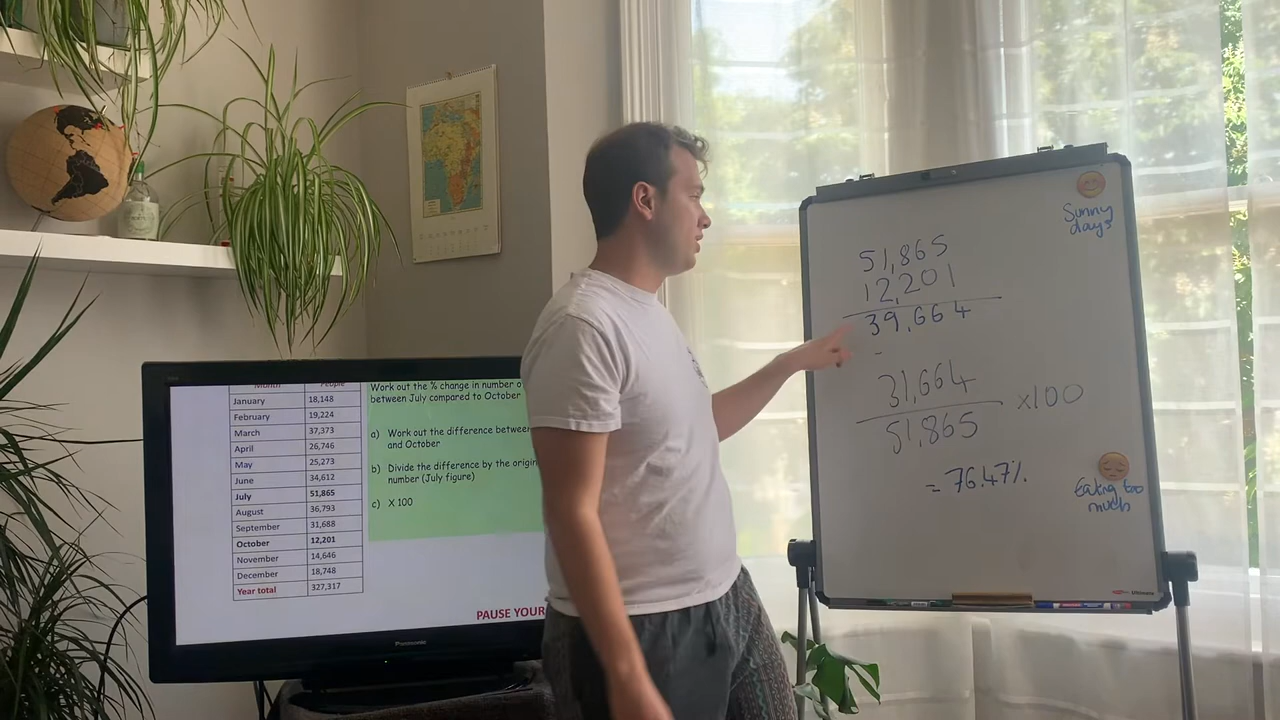 Month People
January 18,148
February 19,224
March 37,373
April 26,746
May 25,273
June 34,612
July 51,865
August 36,793
September 31,688
October 12,201
November 14,646
December 18,748
Year total 327,317
Work out the % change in number o
between July compared to October
a) Work out the difference between
and October
b) Divide the difference by the origin
number (July figure)
c) X 100
PAUSE YOUR
Panasonic
51,865
12,201
39,664
-
31,664
x100
51,865
= 76.47%
Sunny
days
Eating too
much
Ultimate